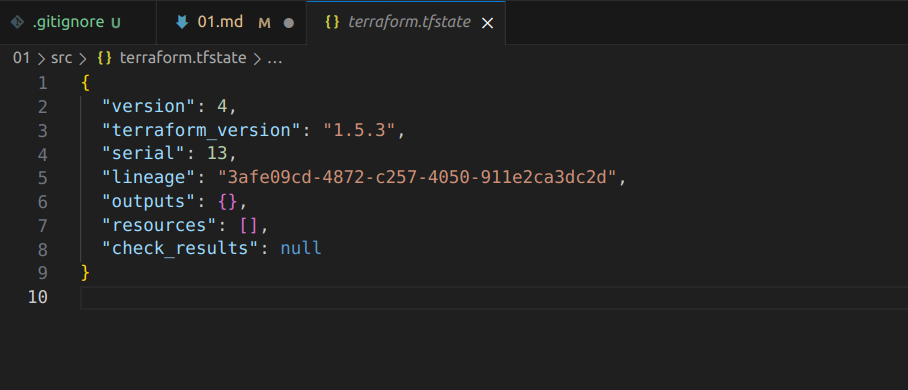 .gitignore U 01.md M terraform.tfstate
01 > src > {} terraform.tfstate > ...
1 {
2 "version": 4,
3 "terraform_version": "1.5.3",
4 "serial": 13,
5 "lineage": "3afe09cd-4872-c257-4050-911e2ca3dc2d",
6 "outputs": {},
7 "resources": [],
8 "check_results": null
9 }
10